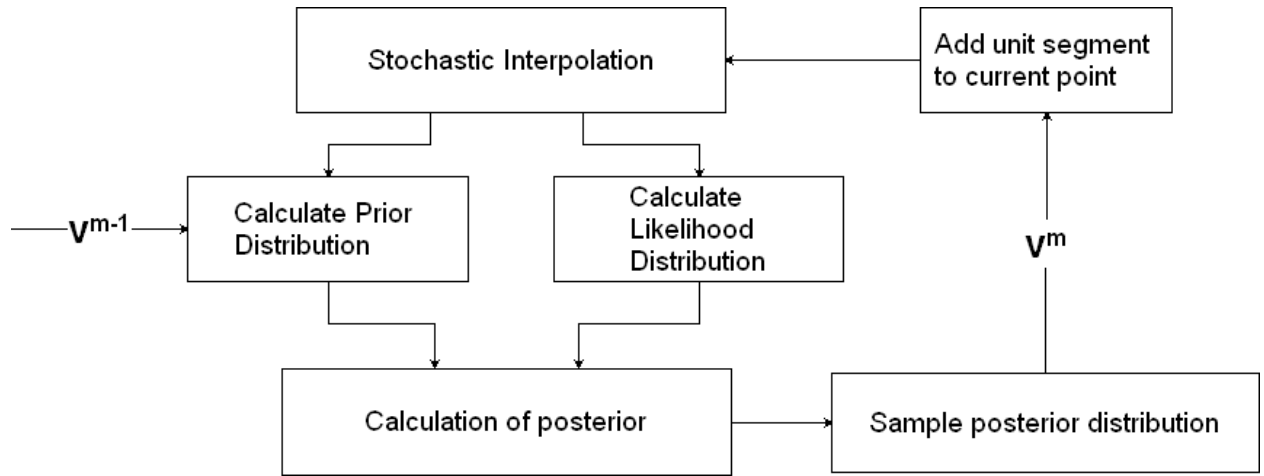 Stochastic Interpolation
Add unit segment
to current point
Calculate Prior
Distribution
Calculate
Likelihood
Distribution
V^m-1
V^m
Calculation of posterior
Sample posterior distribution